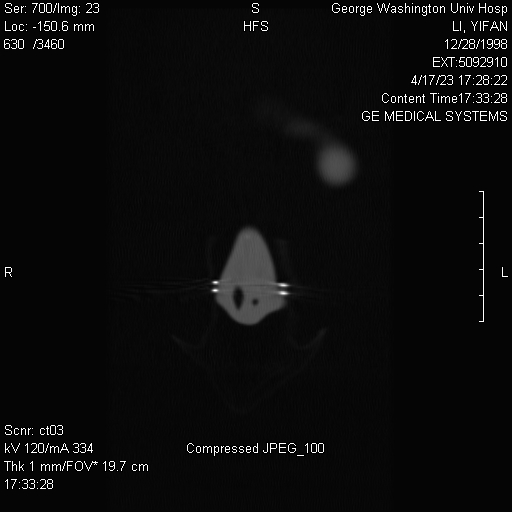 Ser: 700/Img: 23
Loc: -150.6 mm
630 /3460
S
HFS
George Washington Univ Hosp
LI, YIFAN
12/28/1998
EXT:5092910
4/17/23 17:28:22
Content Time17:33:28
GE MEDICAL SYSTEMS
R
L
Scnr: ct03
kV 120/mA 334
Thk 1 mm/FOV* 19.7 cm
17:33:28
Compressed JPEG_100